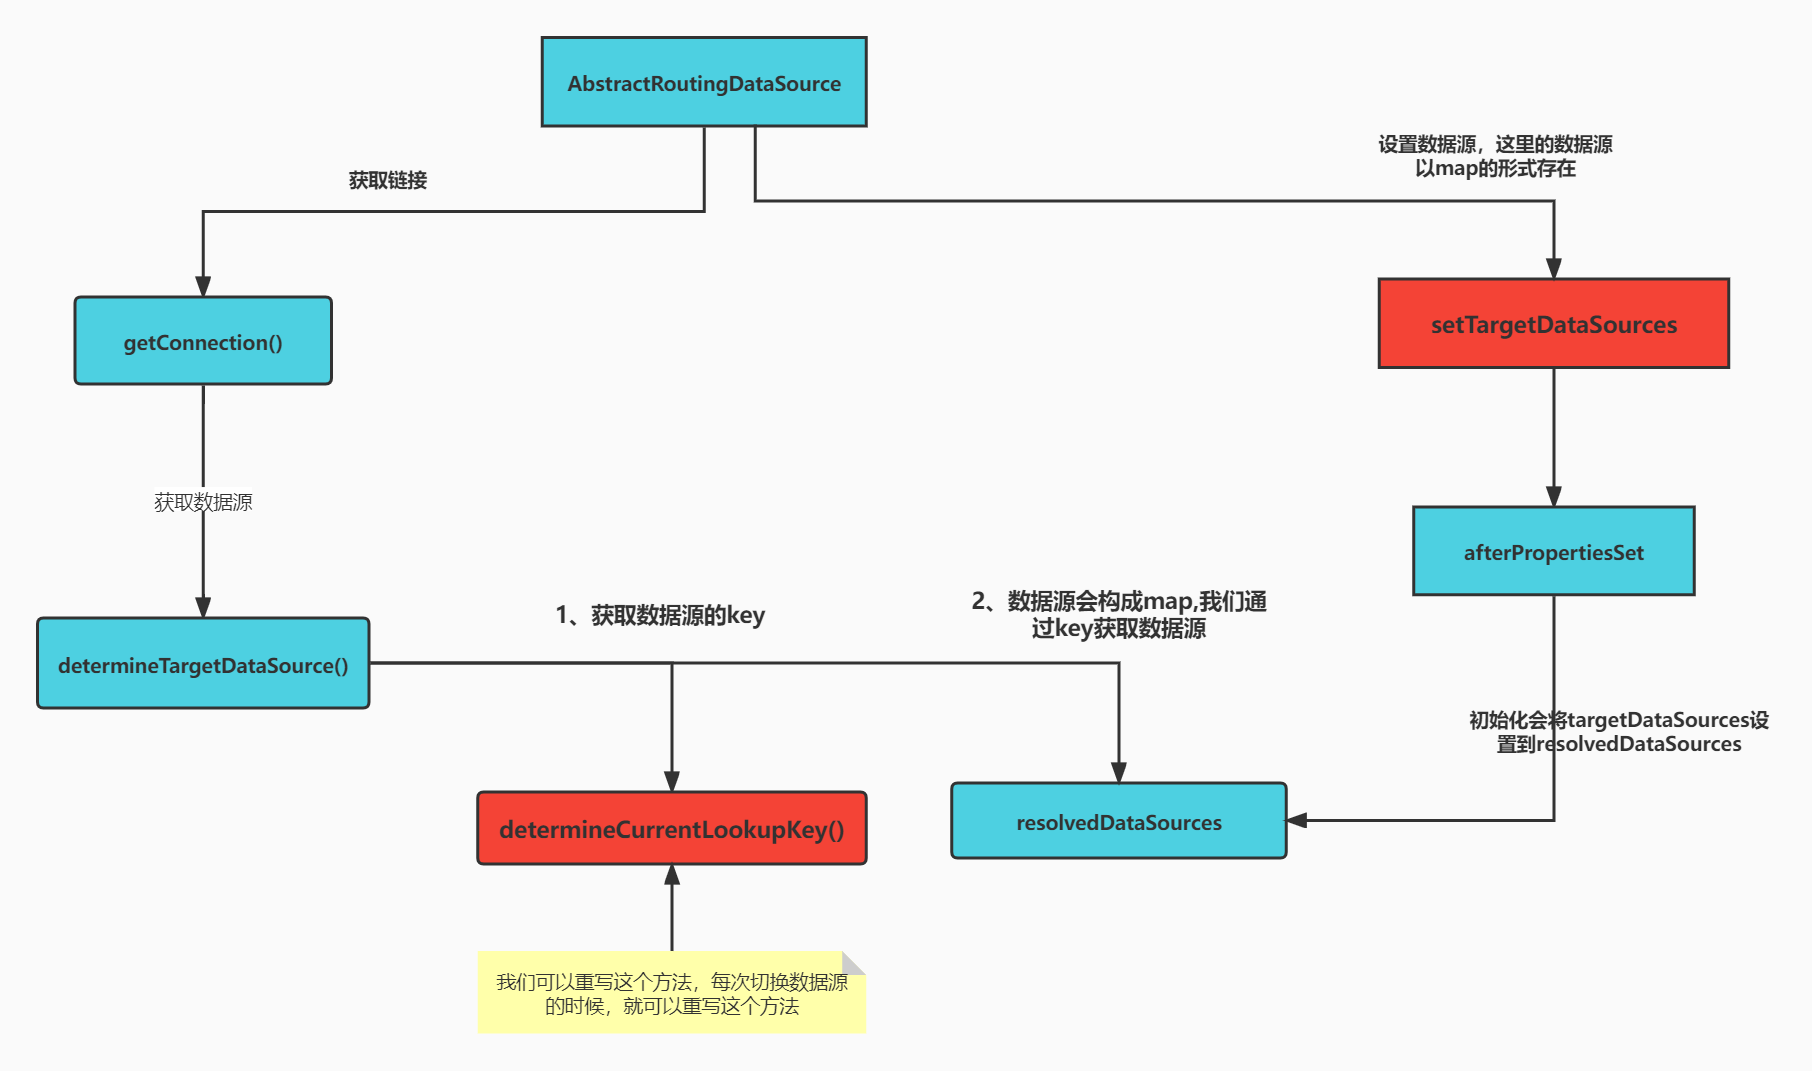 AbstractRoutingDataSource
设置数据源，这里的数据源
以map的形式存在
获取链接
getConnection()
setTargetDataSources
获取数据源
afterPropertiesSet
1、获取数据源的key
2、数据源会构成map,我们通
过key获取数据源
determineTargetDataSource()
初始化会将targetDataSources设
置到resolvedDataSources
determineCurrentLookupKey()
resolvedDataSources
我们可以重写这个方法，每次切换数据源
的时候，就可以重写这个方法